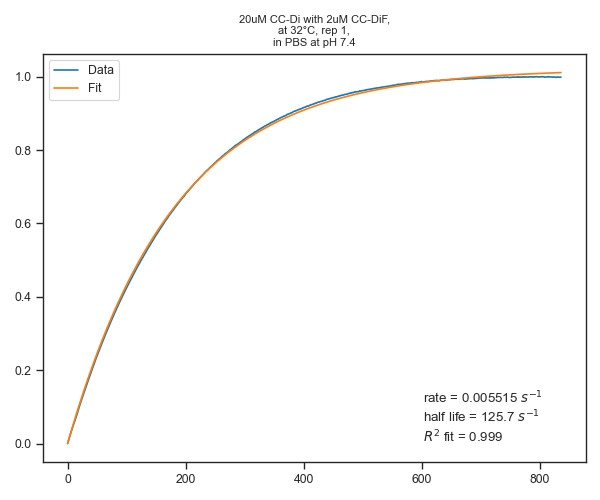 20uM CC-Di with 2uM CC-DiF,
at 32°C, rep 1,
in PBS at pH 7.4
Data
Fit
1.0
0.8
0.6
0.4
0.2
0.0
rate = 0.005515 s⁻¹
half life = 125.7 s⁻¹
R² fit = 0.999
0 200 400 600 800